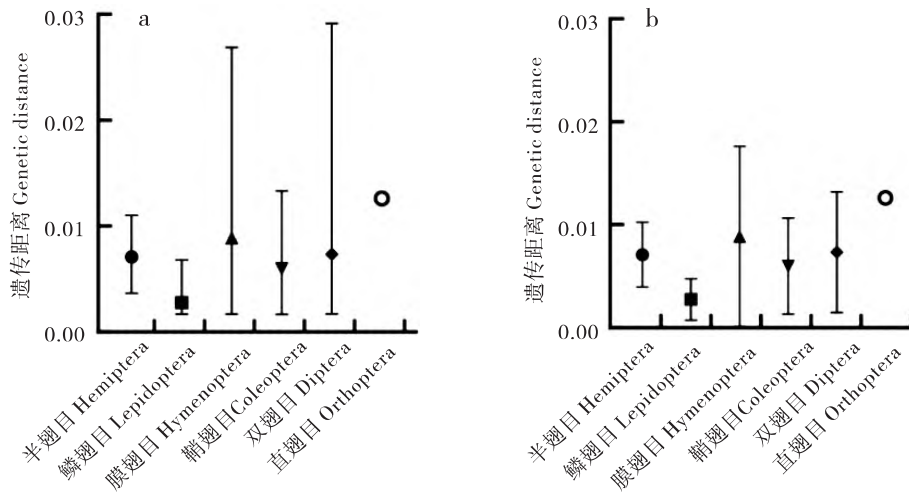 a
遗传距离 Genetic distance
0.03
0.02
0.01
0.00
半翅目 Hemiptera
鳞翅目 Lepidoptera
膜翅目 Hymenoptera
鞘翅目Coleoptera
双翅目 Diptera
直翅目 Orthoptera
b
遗传距离 Genetic distance
0.03
0.02
0.01
0.00
半翅目 Hemiptera
鳞翅目 Lepidoptera
膜翅目 Hymenoptera
鞘翅目Coleoptera
双翅目 Diptera
直翅目 Orthoptera